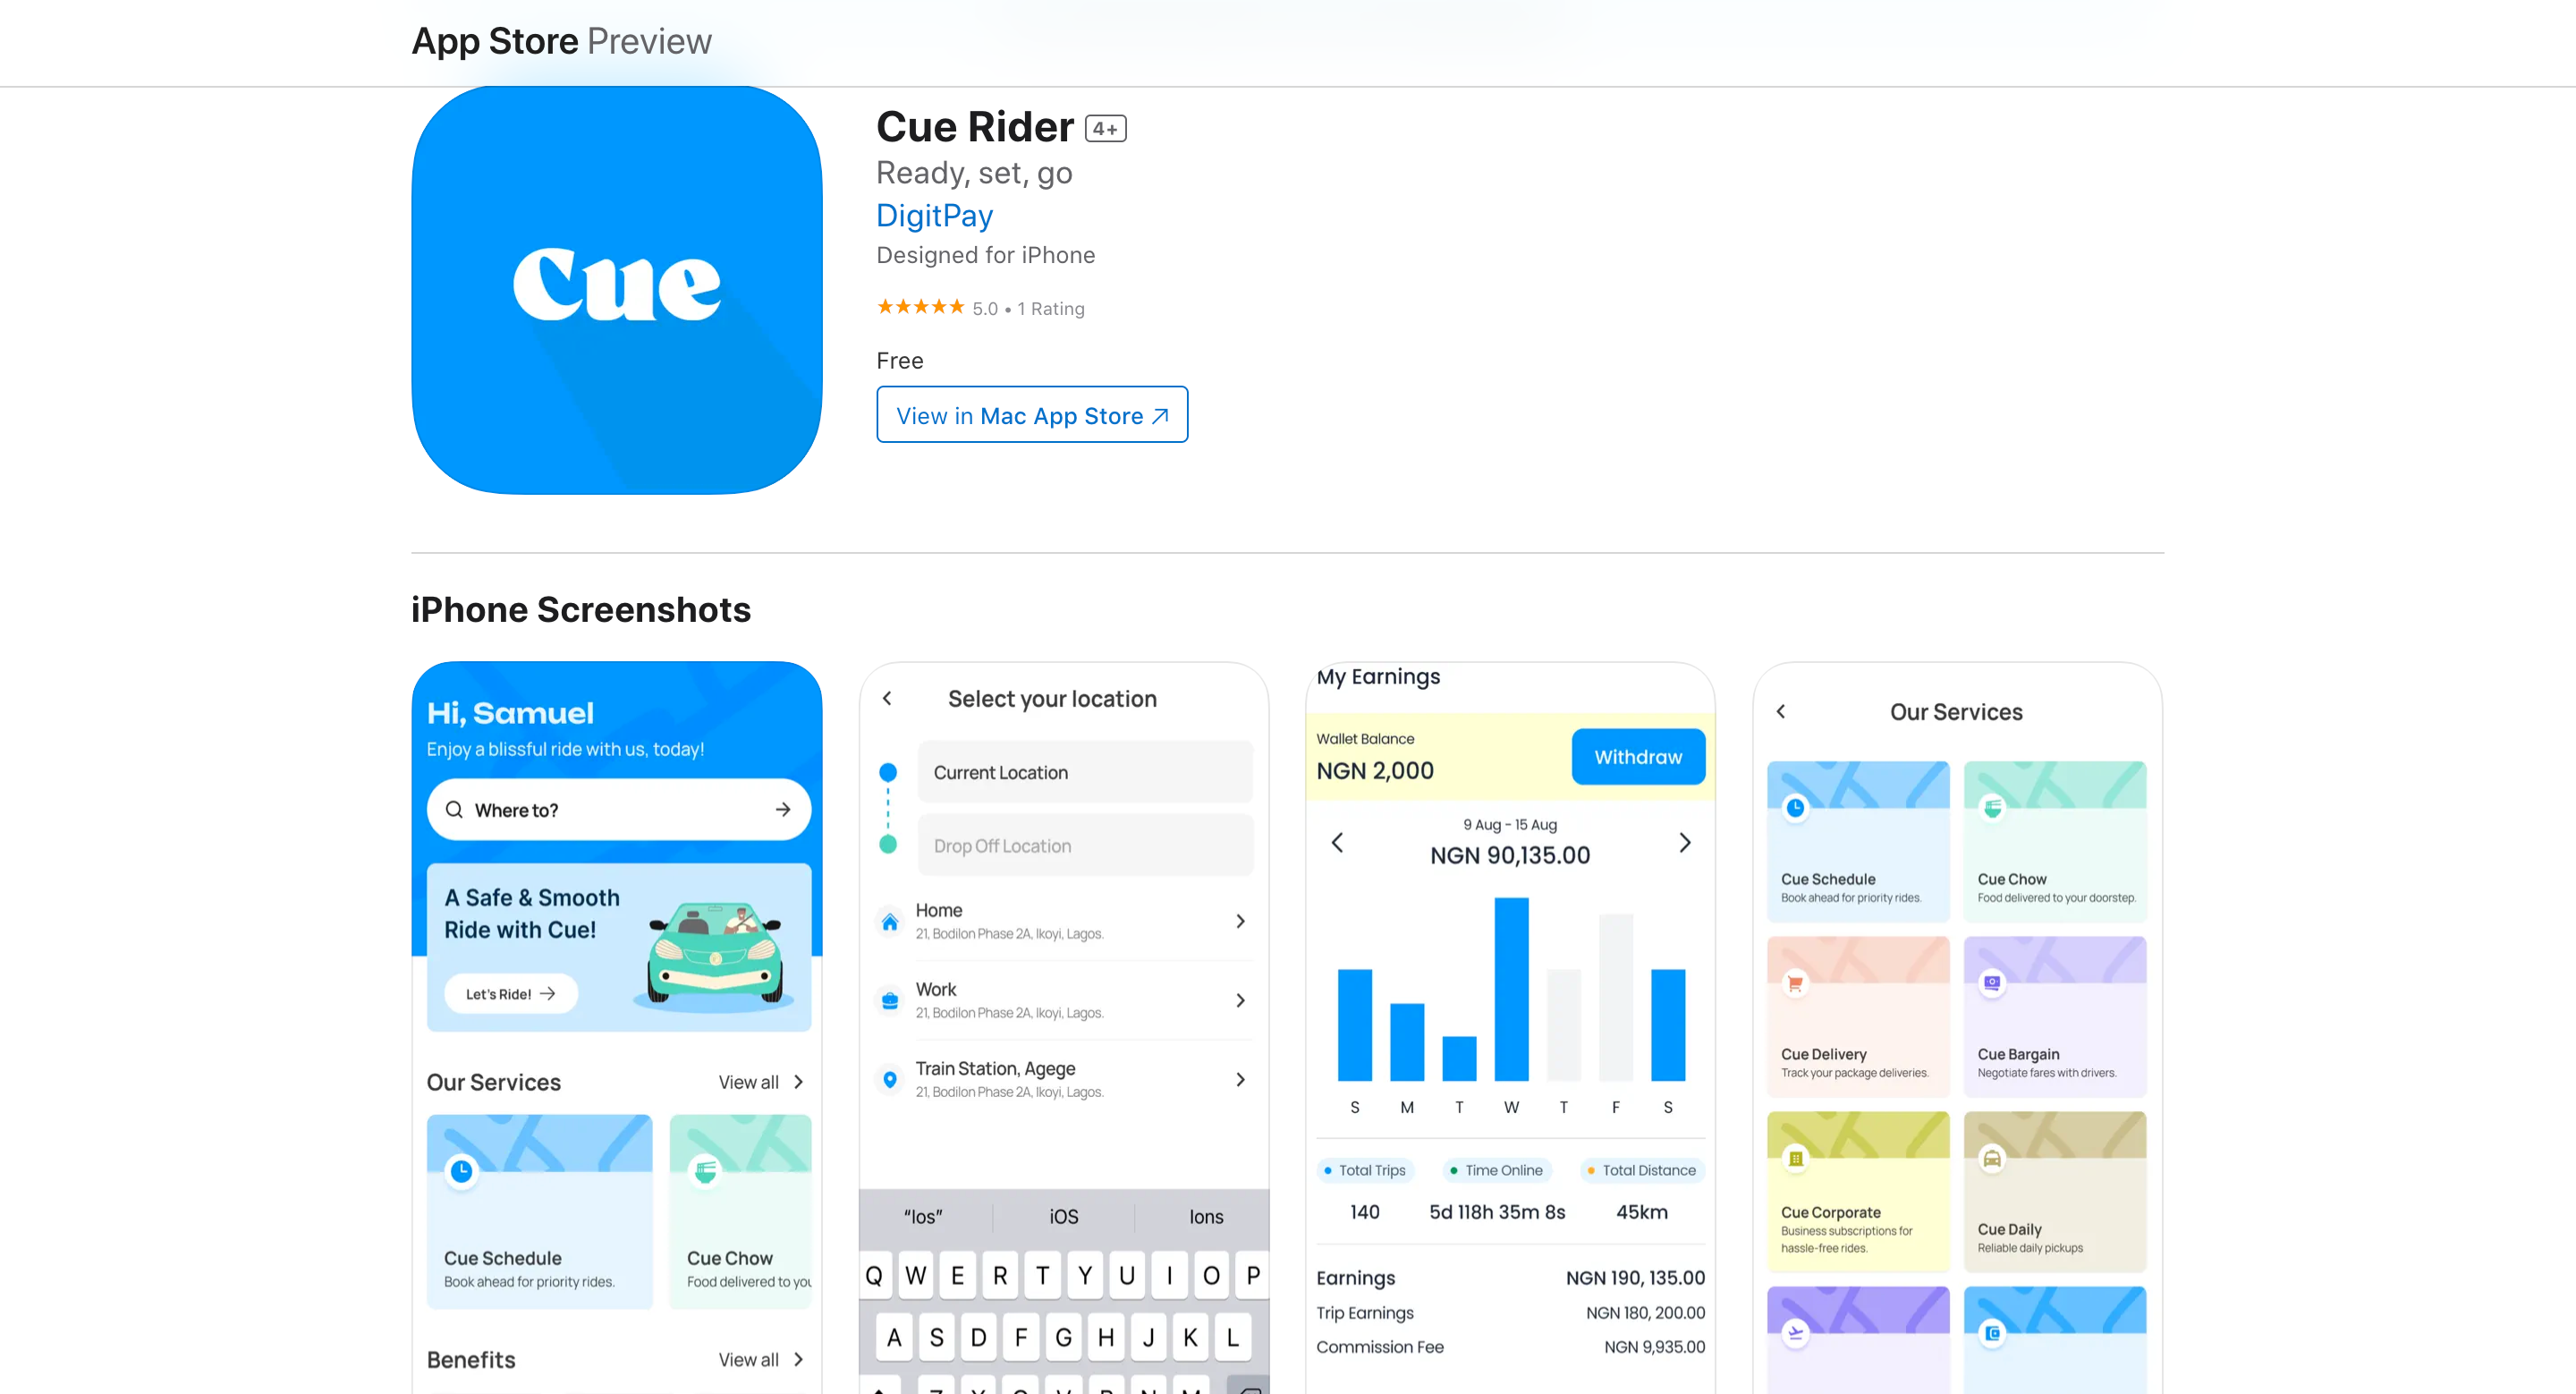 App Store Preview
Cue
Cue Rider 4+
Ready, set, go
DigitPay
Designed for iPhone
★★★★★ 5.0 • 1 Rating
Free
View in Mac App Store ↗
iPhone Screenshots
Hi, Samuel
Enjoy a blissful ride with us, today!
Where to?
A Safe & Smooth
Ride with Cue!
Let's Ride!
Our Services
View all
Cue Schedule
Book ahead for priority rides.
Cue Chow
Food delivered to you
Benefits
View all
Select your location
Current Location
Drop Off Location
Home
21, Bodilon Phase 2A, Ikoyi, Lagos.
Work
21, Bodilon Phase 2A, Ikoyi, Lagos.
Train Station, Agege
21, Bodilon Phase 2A, Ikoyi, Lagos.
"Ios" iOS Ions
Q W E R T Y U I O P
A S D F G H J K L
My Earnings
Wallet Balance
NGN 2,000
Withdraw
9 Aug - 15 Aug
NGN 90,135.00
S M T W T F S
Total Trips Time Online Total Distance
140 5d 118h 35m 8s 45km
Earnings NGN 190, 135.00
Trip Earnings NGN 180, 200.00
Commission Fee NGN 9,935.00
Our Services
Cue Schedule
Book ahead for priority rides.
Cue Chow
Food delivered to your doorstep.
Cue Delivery
Track your package deliveries.
Cue Bargain
Negotiate fares with drivers.
Cue Corporate
Business subscriptions for
hassle-free rides.
Cue Daily
Reliable daily pickups